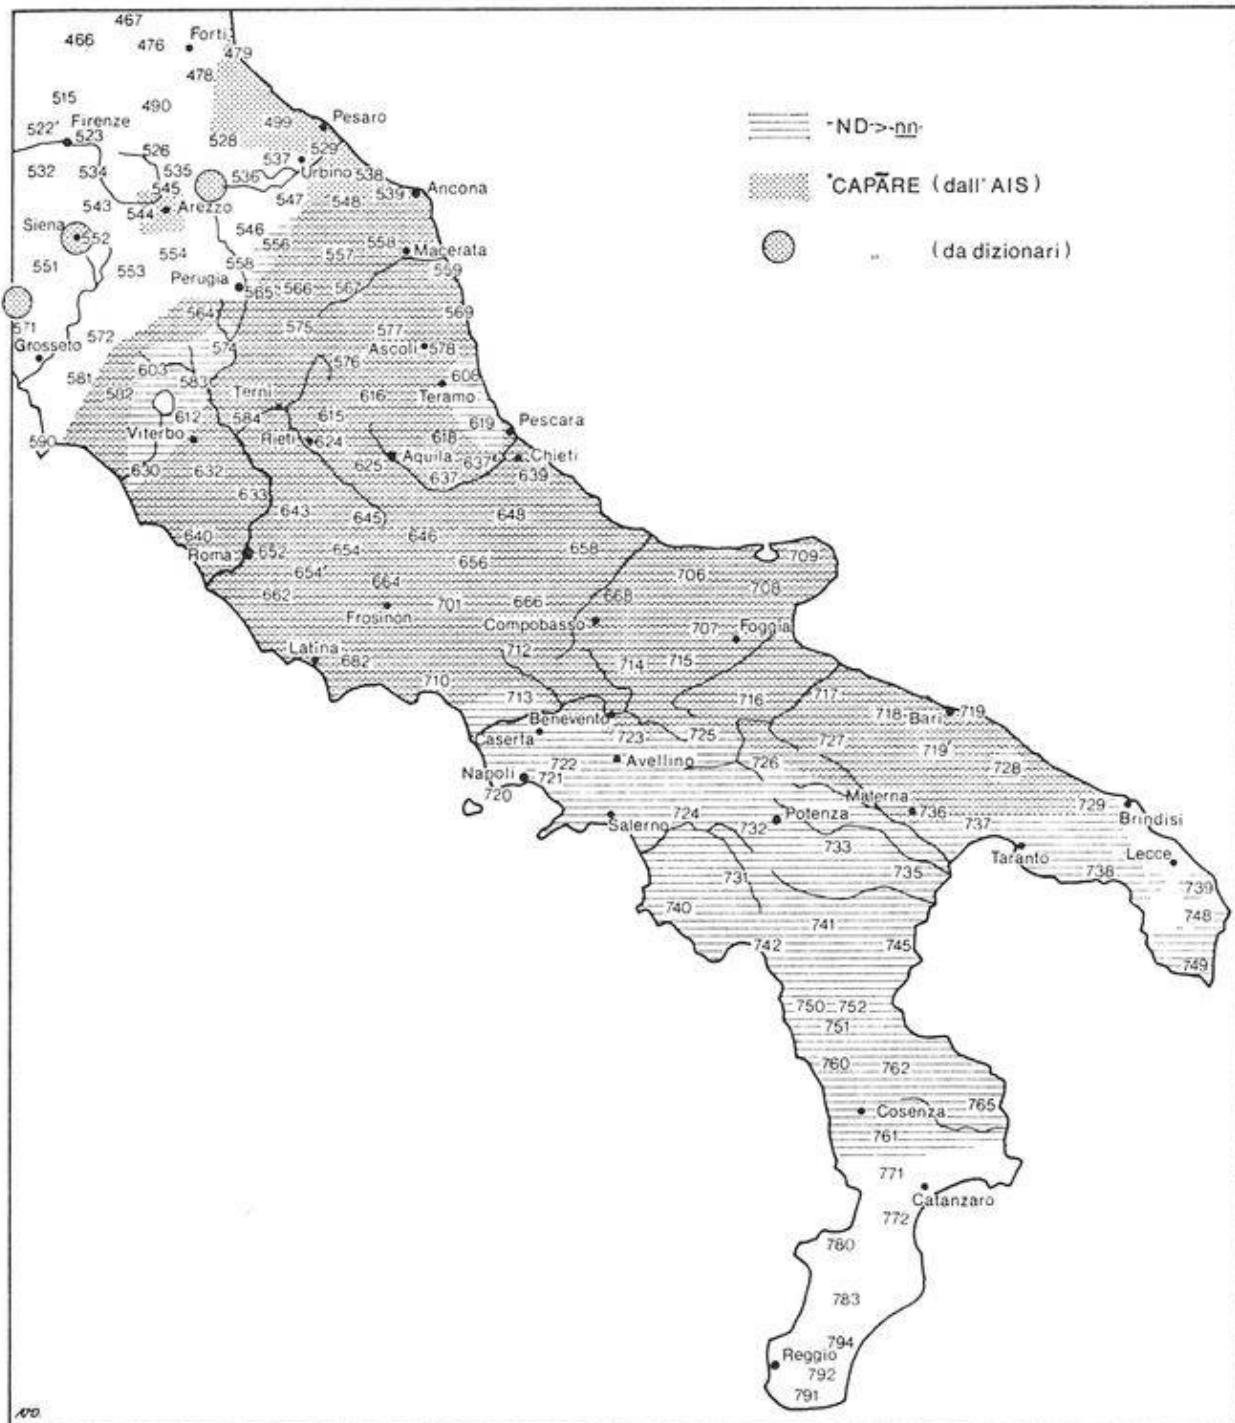 467
466 476 Forti
479
478
515 490
522' Firenze 523 499 Pesaro
528
526 529
532 534 535 537 Urbino
536 538
545 547 548 539 Ancona
543 544 Arezzo
Siena 552 546 556
554 557 558 Macerata
551 553 558 559
Perugia 565 566 567
564 569
571 572 575 577
Grosseto 574 Ascoli 578
576
581 603 583 608
582 616 Teramo
Terni
612 584 615 619 Pescara
590 Viterbo Rieti 624 618
630 632 625 Aquila 637 637' Chieti
639
633 643 645 648
640 646 658
Roma 652 654 656 709
654' 706
662 664 701 666 668 708
Frosinon Compobasso 707 Foggia
Latina 682 712 714 715
710 713 716 717
Benevento 718 Bari 719
Caserta 723 725 727 719'
722 Avellino 726 728
Napoli 721
720 Materna 729
724 Potenza 736 Brindisi
Salerno 732 737
733 Taranto Lecce
731 735 738 739
740 741 748
742 745 749
750 752
751
760 762
Cosenza 765
761
771
Catanzaro
772
780
783
794
Reggio
792
791
-ND->-nn-
*CAPĀRE (dall' AIS)
„ (da dizionari)